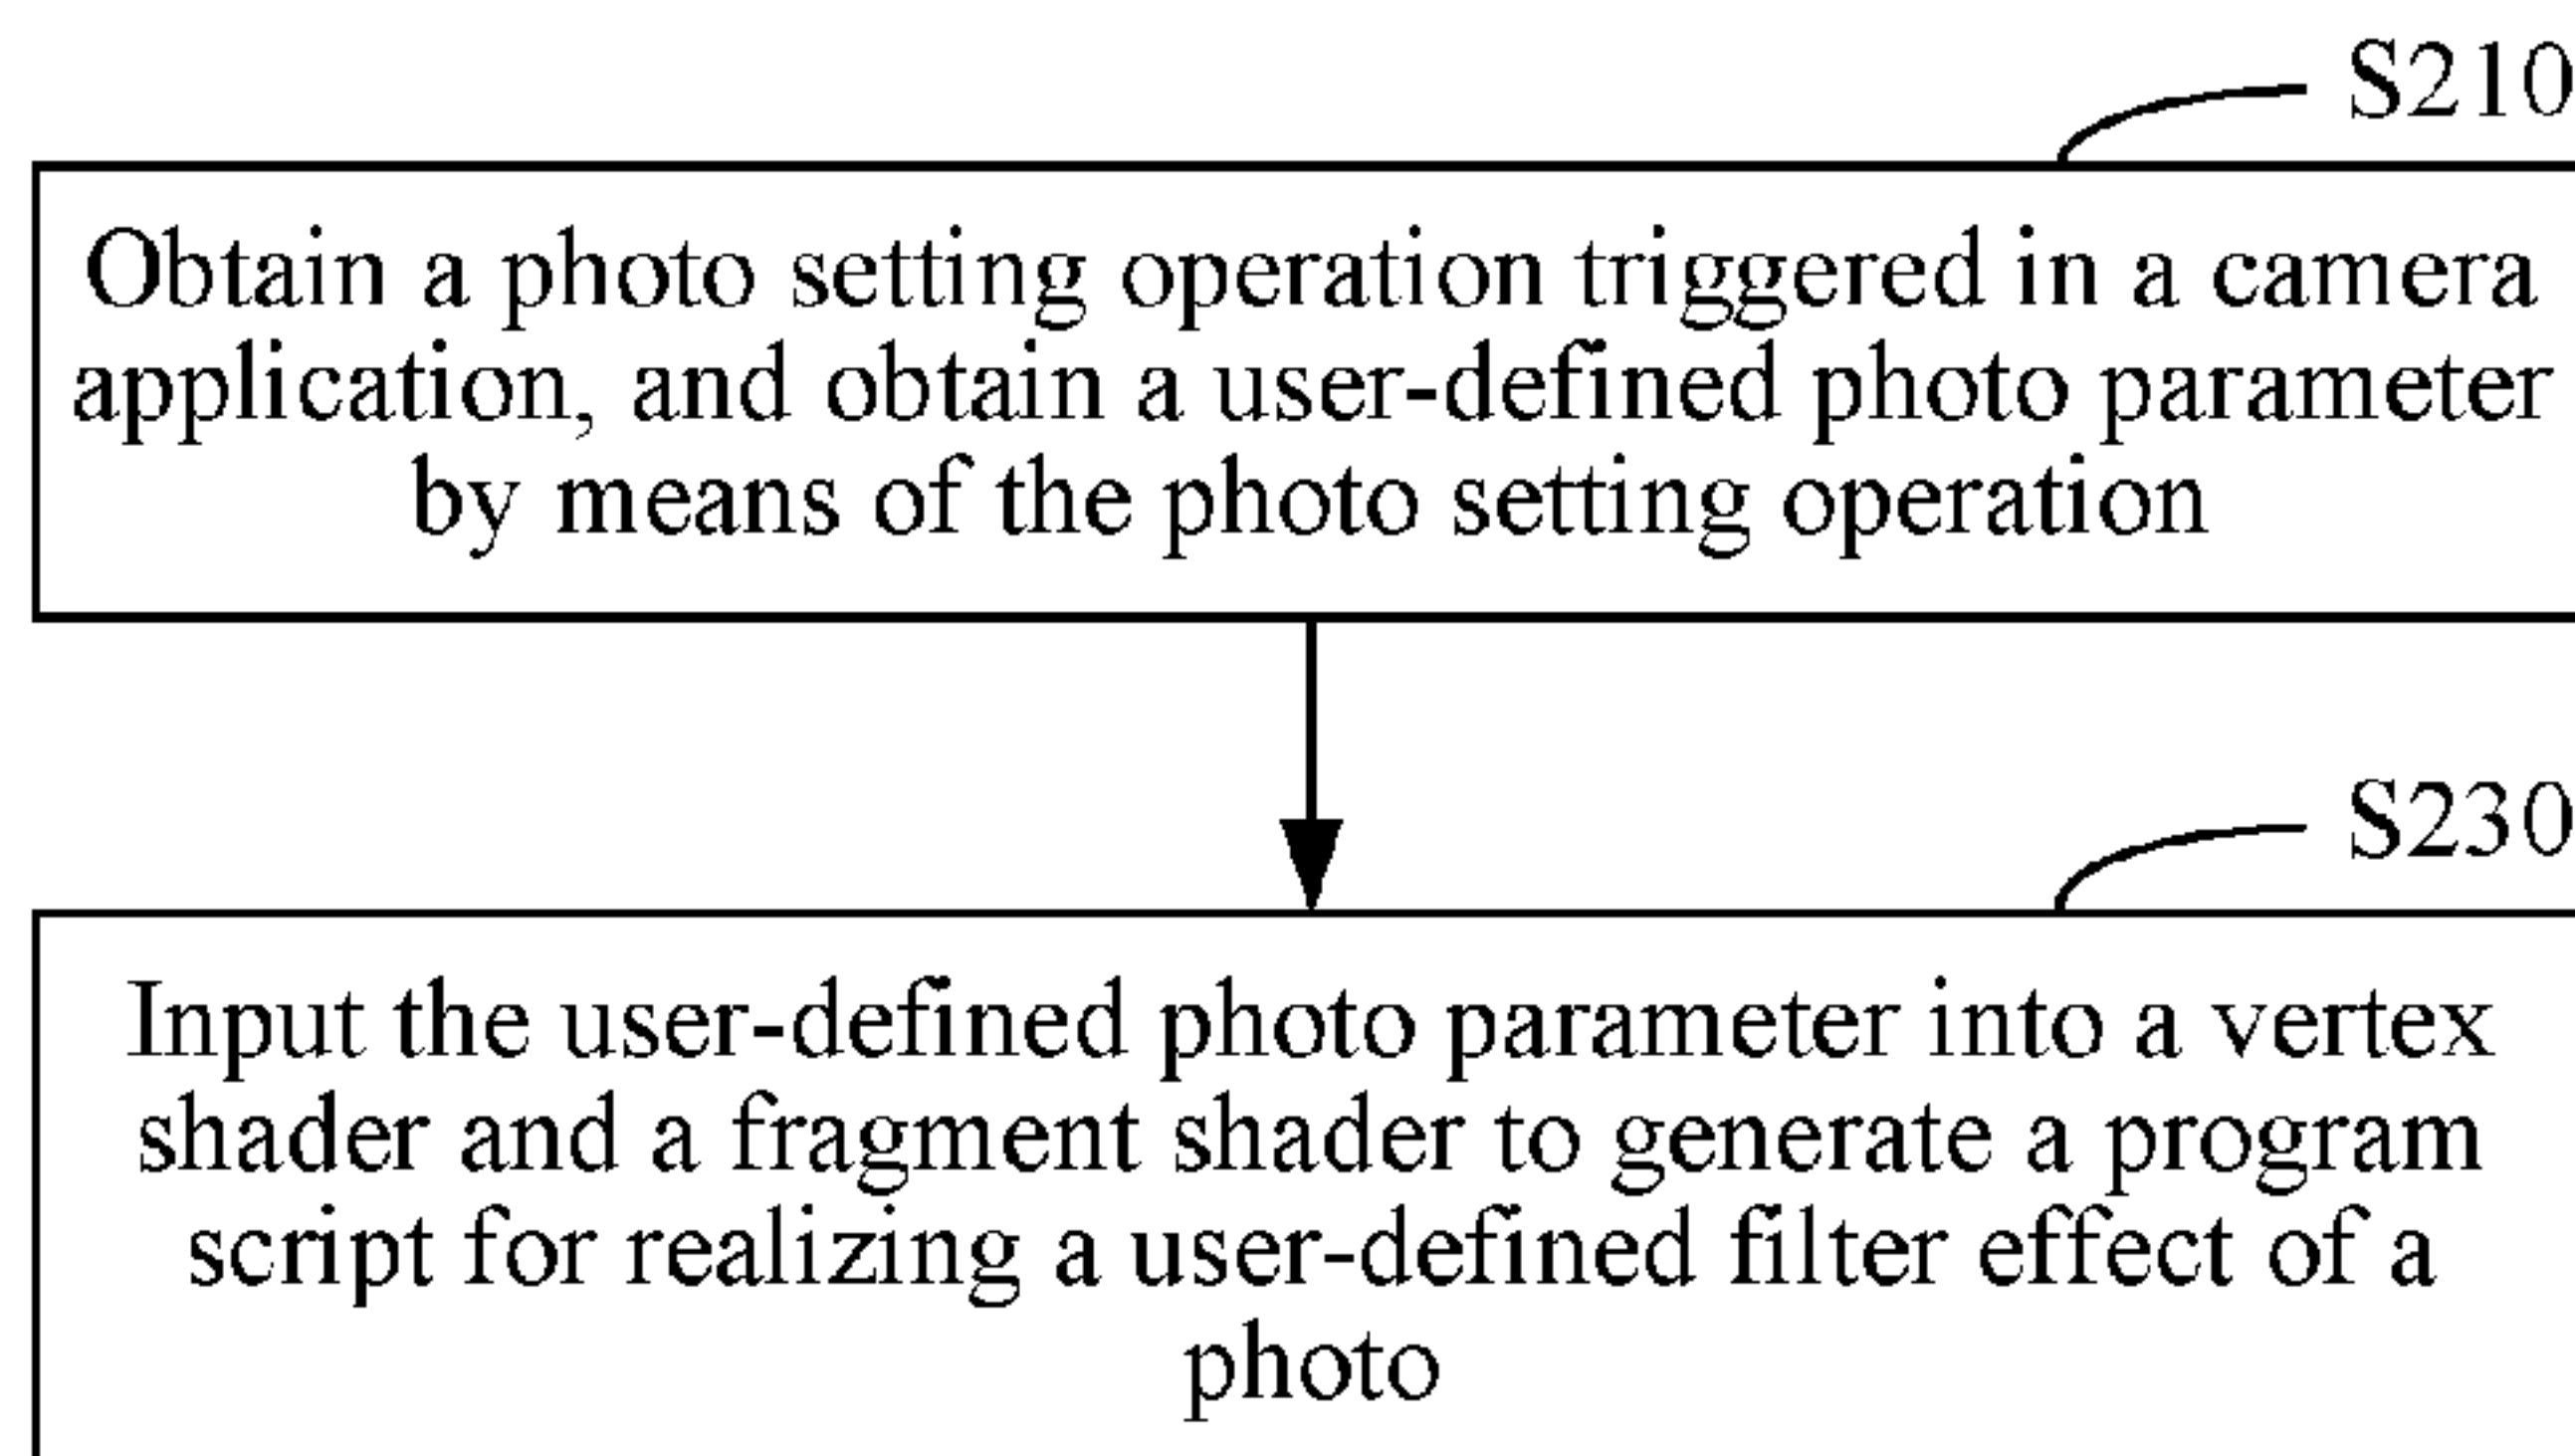 S210
Obtain a photo setting operation triggered in a camera
application, and obtain a user-defined photo parameter
by means of the photo setting operation
S230
Input the user-defined photo parameter into a vertex
shader and a fragment shader to generate a program
script for realizing a user-defined filter effect of a
photo